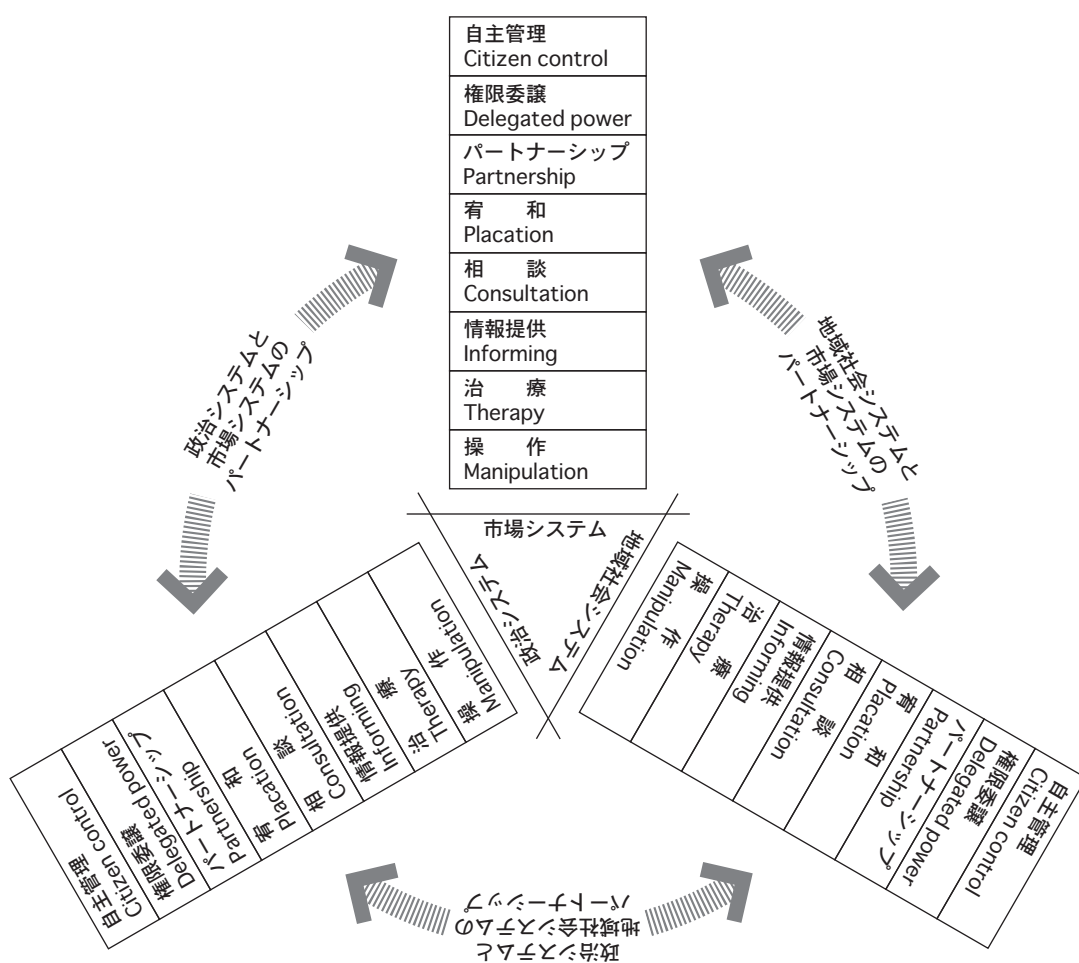 自主管理
Citizen control
権限委譲
Delegated power
パートナーシップ
Partnership
宥　和
Placation
相　談
Consultation
情報提供
Informing
治　療
Therapy
操　作
Manipulation
政治システムと
市場システムの
パートナーシップ
地域社会システムと
市場システムの
パートナーシップ
市場システム
政治システム
地域社会システム
自主管理
Citizen control
権限委譲
Delegated power
パートナーシップ
Partnership
宥　和
Placation
相　談
Consultation
情報提供
Informing
治　療
Therapy
操　作
Manipulation
操　作
Manipulation
治　療
Therapy
情報提供
Informing
相　談
Consultation
宥　和
Placation
パートナーシップ
Partnership
権限委譲
Delegated power
自主管理
Citizen control
政治システムと
地域社会システムの
パートナーシップ